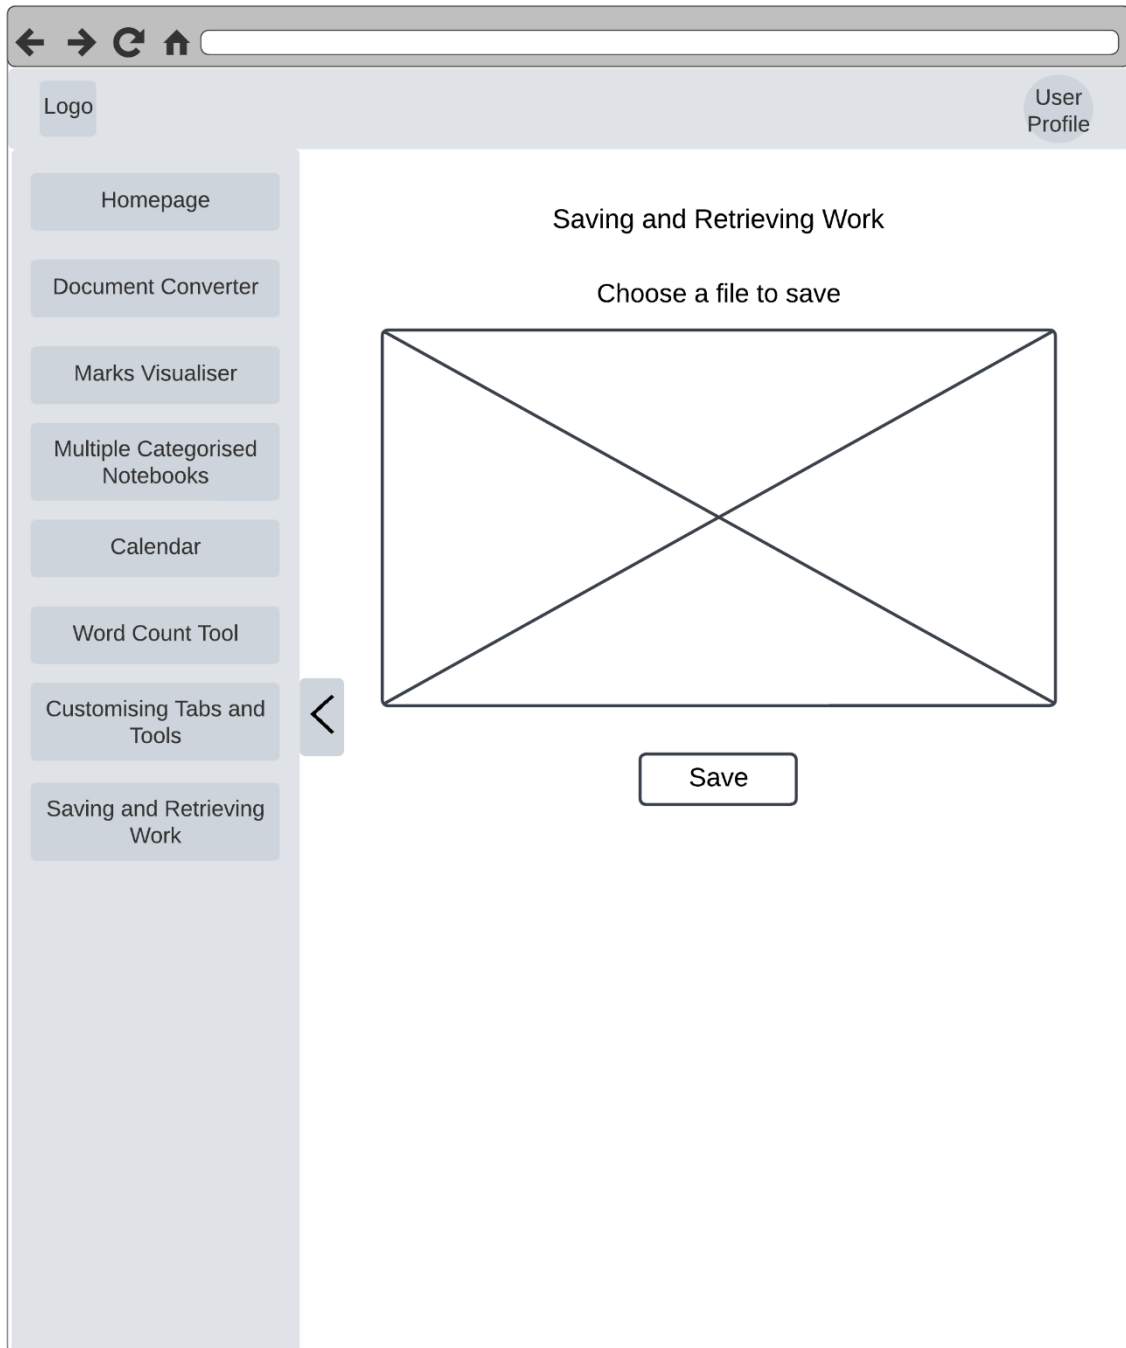 Logo
User
Profile
Homepage
Document Converter
Marks Visualiser
Multiple Categorised
Notebooks
Calendar
Word Count Tool
Customising Tabs and
Tools
Saving and Retrieving
Work
Saving and Retrieving Work
Choose a file to save
Save